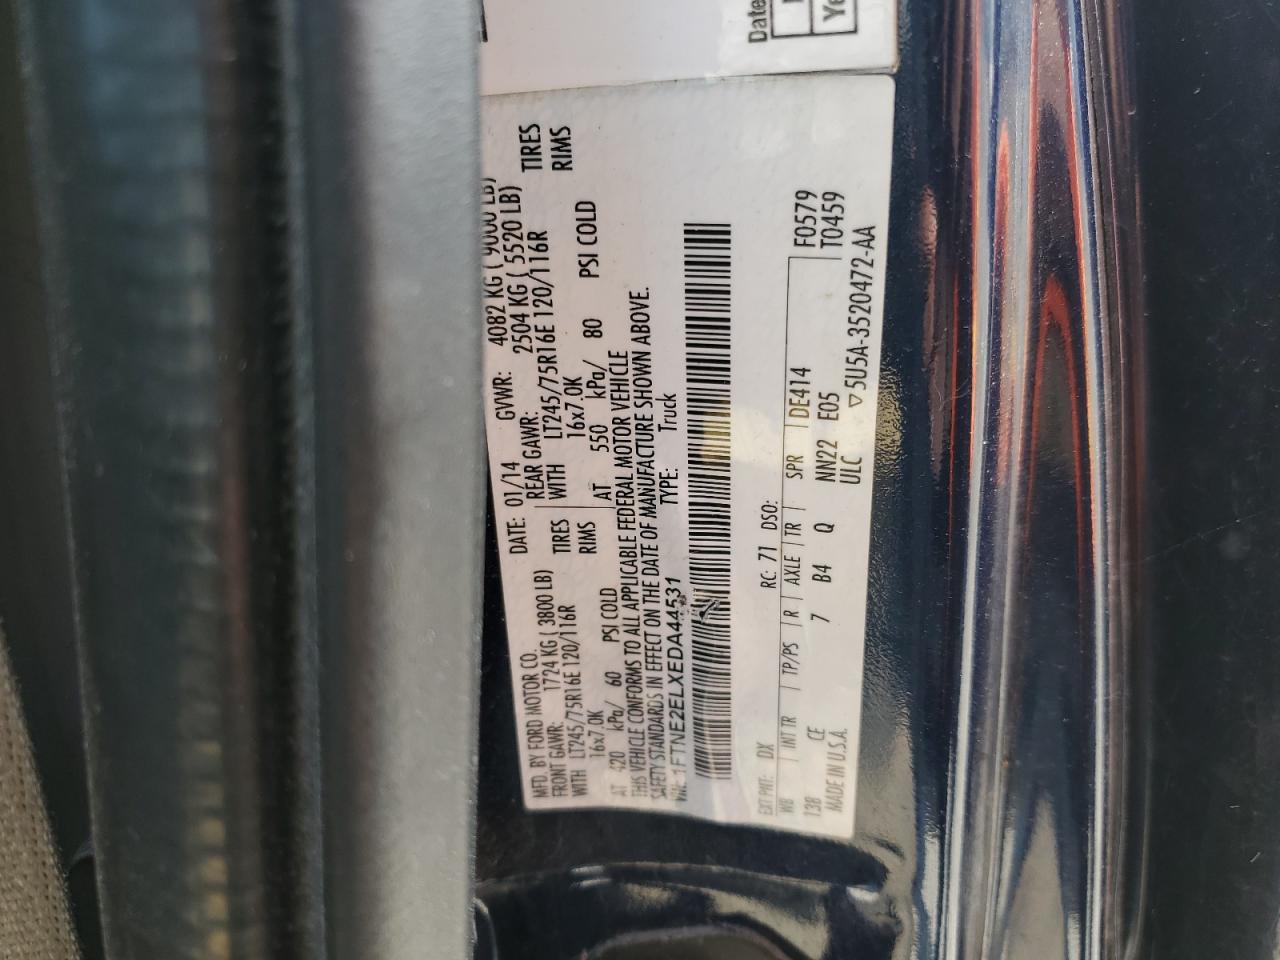 Date
Ye
MFD. BY FORD MOTOR CO.
DATE: 01/14 GVWR: 4082 KG ( 9000 LB)
FRONT GAWR: 1724 KG ( 3800 LB) REAR GAWR: 2504 KG ( 5520 LB)
WITH LT245/75R16E 120/116R TIRES WITH LT245/75R16E 120/116R TIRES
16x7.0K RIMS 16x7.0K RIMS
AT 420 kPa/ 60 PSI COLD AT 550 kPa/ 80 PSI COLD
THIS VEHICLE CONFORMS TO ALL APPLICABLE FEDERAL MOTOR VEHICLE
SAFETY STANDARDS IN EFFECT ON THE DATE OF MANUFACTURE SHOWN ABOVE.
VIN: 1FTNE2ELXEDA44531 TYPE: Truck
EXT PNT: DX RC: 71 DSO:
WB INT TR TP/PS R AXLE TR SPR DE414 F0579
138 CE 7 B4 Q NN22 E05 T0459
MADE IN U.S.A. ULC ▽5U5A-3520472-AA